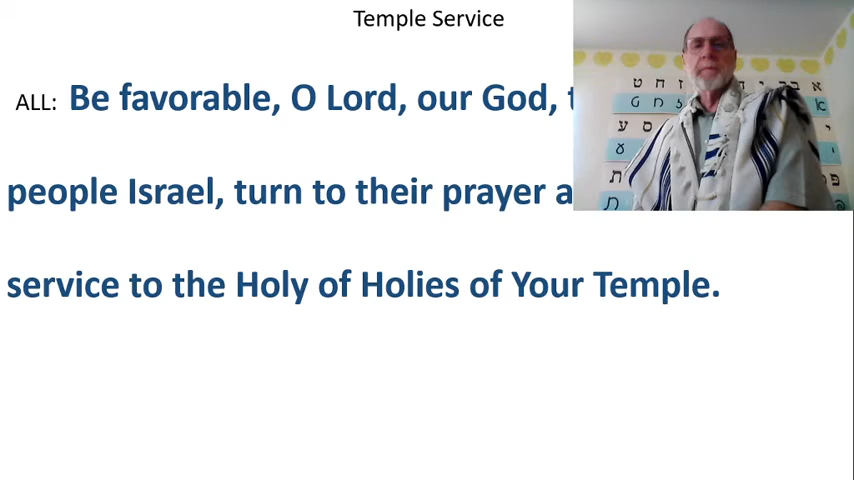 Temple Service
ALL: Be favorable, O Lord, our God,
people Israel, turn to their prayer
service to the Holy of Holies of Your Temple.
א ז ח ט
י ס ע
פ ת